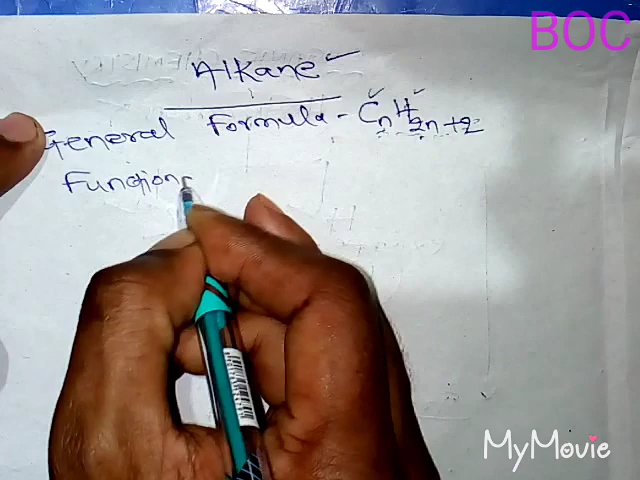 BOC
Alkane
General Formula - CnH2n+2
Function
MyMovie